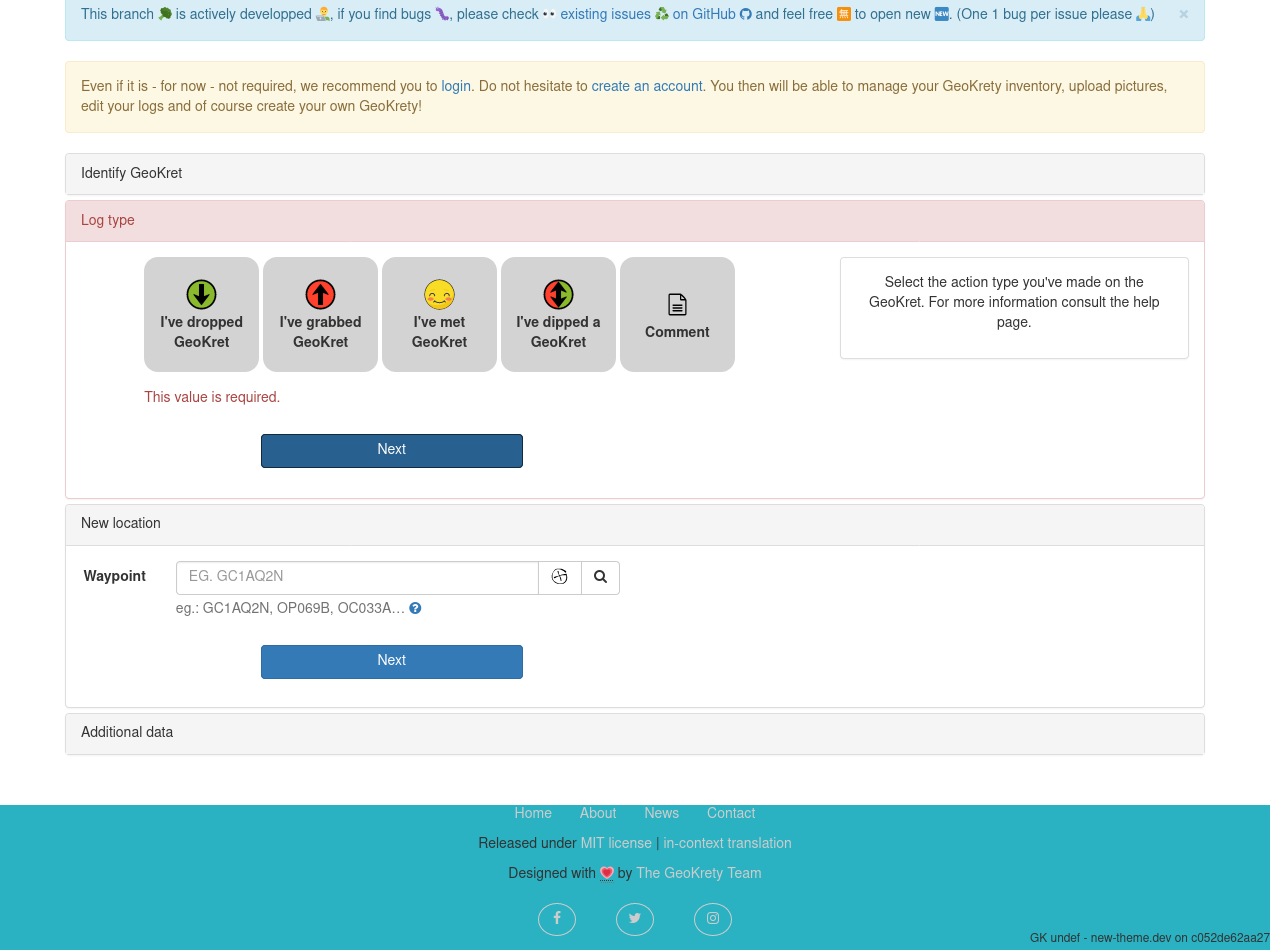 This branch 🥦 is actively developped 👨‍💻, if you find bugs 🐛, please check 👀 existing issues ♻️ on GitHub and feel free 🈚 to open new 🆕. (One 1 bug per issue please 🙏) ×
Even if it is - for now - not required, we recommend you to login. Do not hesitate to create an account. You then will be able to manage your GeoKrety inventory, upload pictures,
edit your logs and of course create your own GeoKrety!
Identify GeoKret
Log type
I've dropped
GeoKret
I've grabbed
GeoKret
I've met
GeoKret
I've dipped a
GeoKret
Comment
Select the action type you've made on the
GeoKret. For more information consult the help
page.
This value is required.
Next
New location
Waypoint
EG. GC1AQ2N
eg.: GC1AQ2N, OP069B, OC033A…
Next
Additional data
Home About News Contact
Released under MIT license | in-context translation
Designed with 💗 by The GeoKrety Team
GK undef - new-theme.dev on c052de62aa27